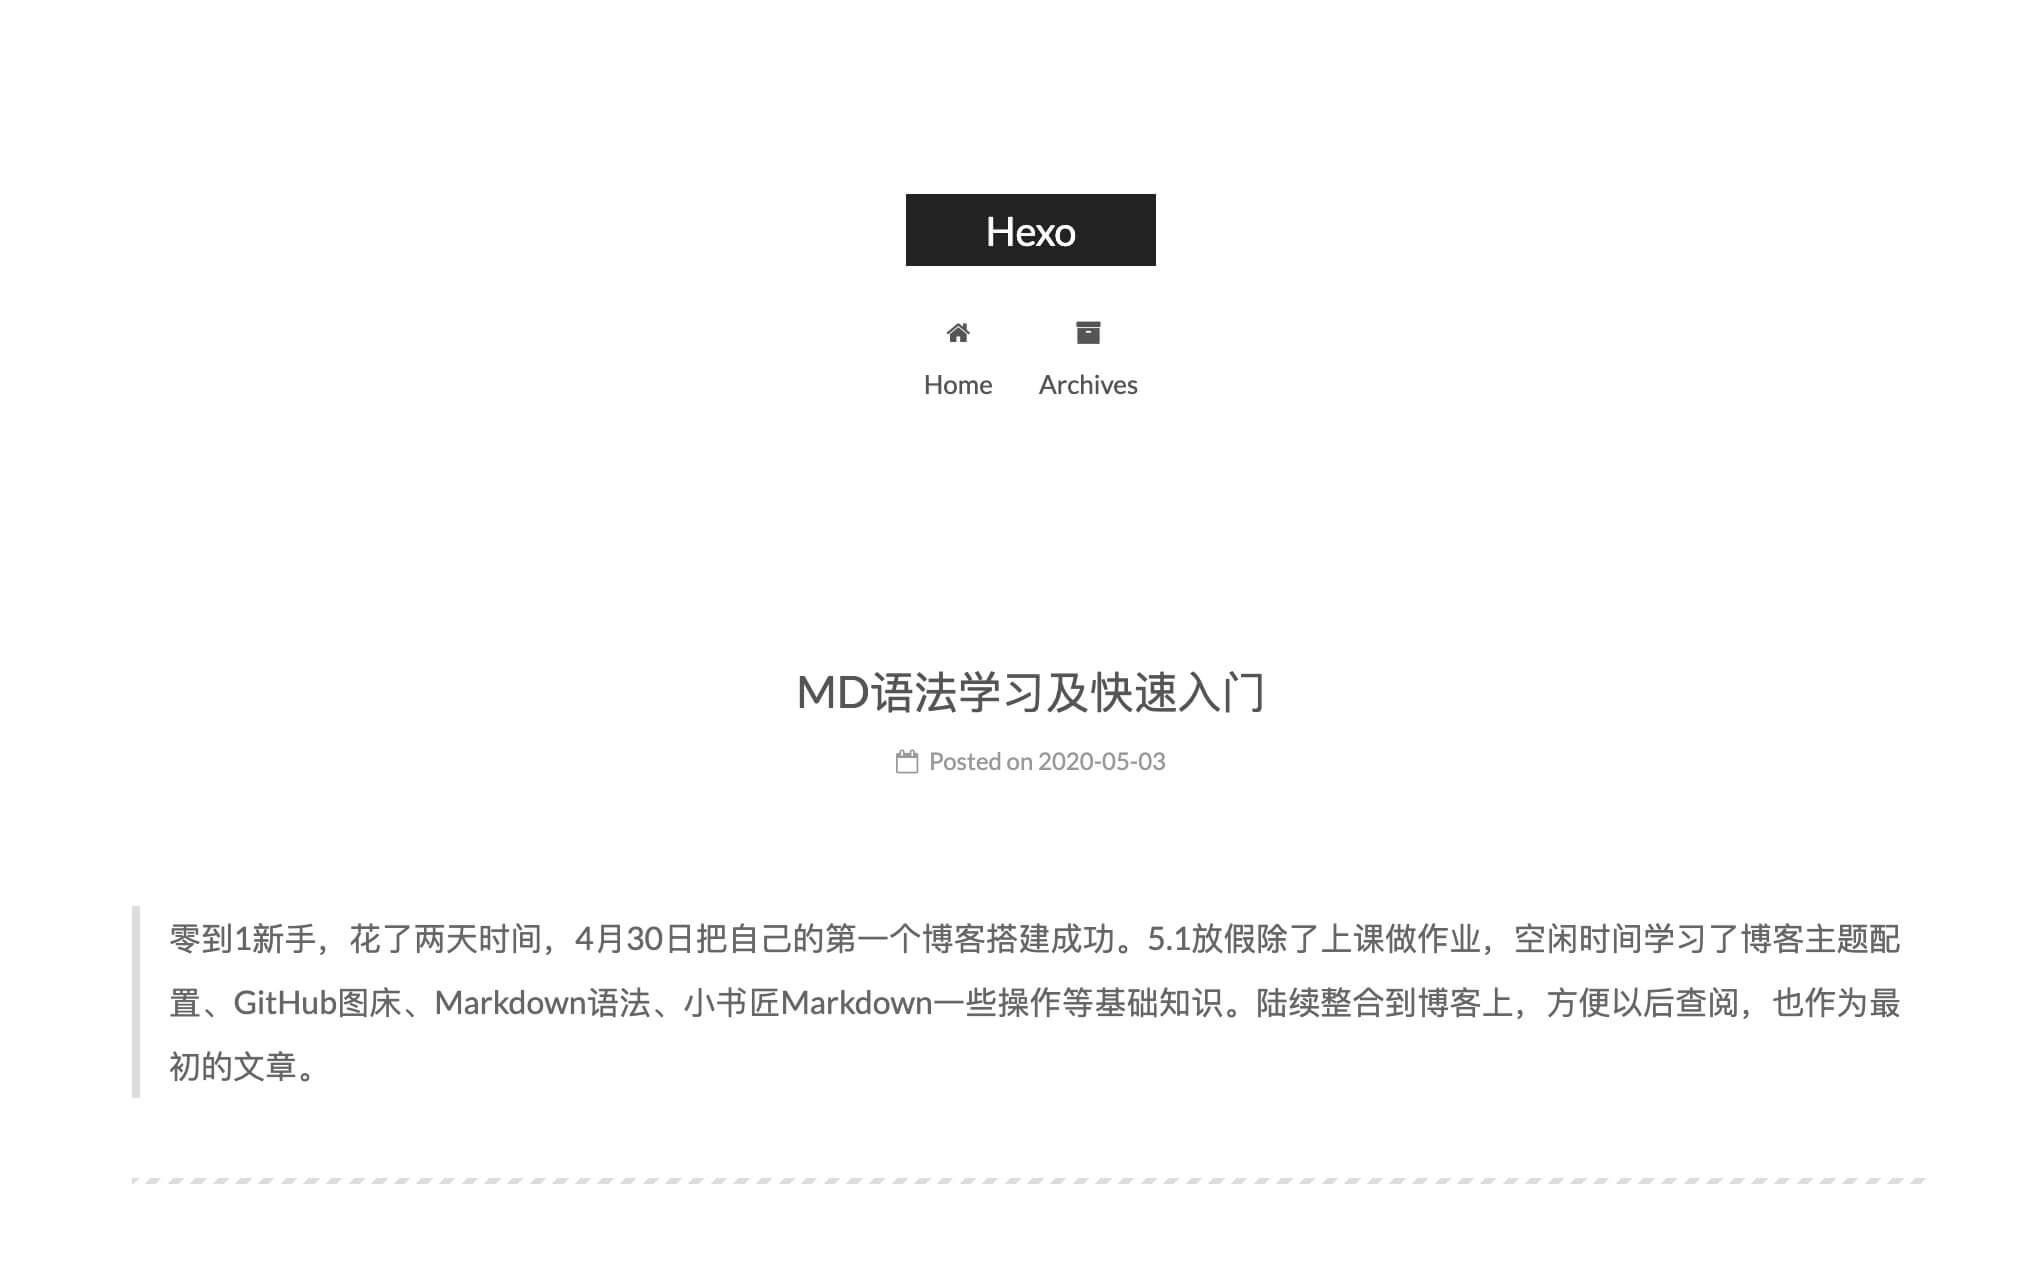 Hexo
Home
Archives
MD语法学习及快速入门
Posted on 2020-05-03
零到1新手，花了两天时间，4月30日把自己的第一个博客搭建成功。5.1放假除了上课做作业，空闲时间学习了博客主题配
置、GitHub图床、Markdown语法、小书匠Markdown一些操作等基础知识。陆续整合到博客上，方便以后查阅，也作为最
初的文章。